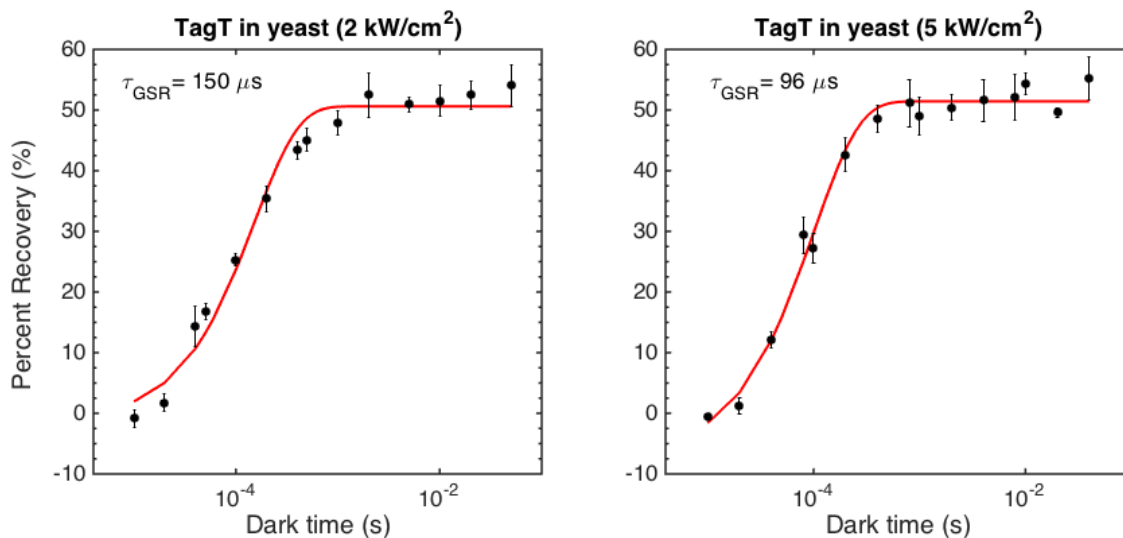 TagT in yeast (2 kW/cm²)
60
50
40
30
20
10
0
-10
τGSR= 150 μs
10⁻⁴
10⁻²
Dark time (s)
Percent Recovery (%)
TagT in yeast (5 kW/cm²)
60
50
40
30
20
10
0
-10
τGSR= 96 μs
10⁻⁴
10⁻²
Dark time (s)